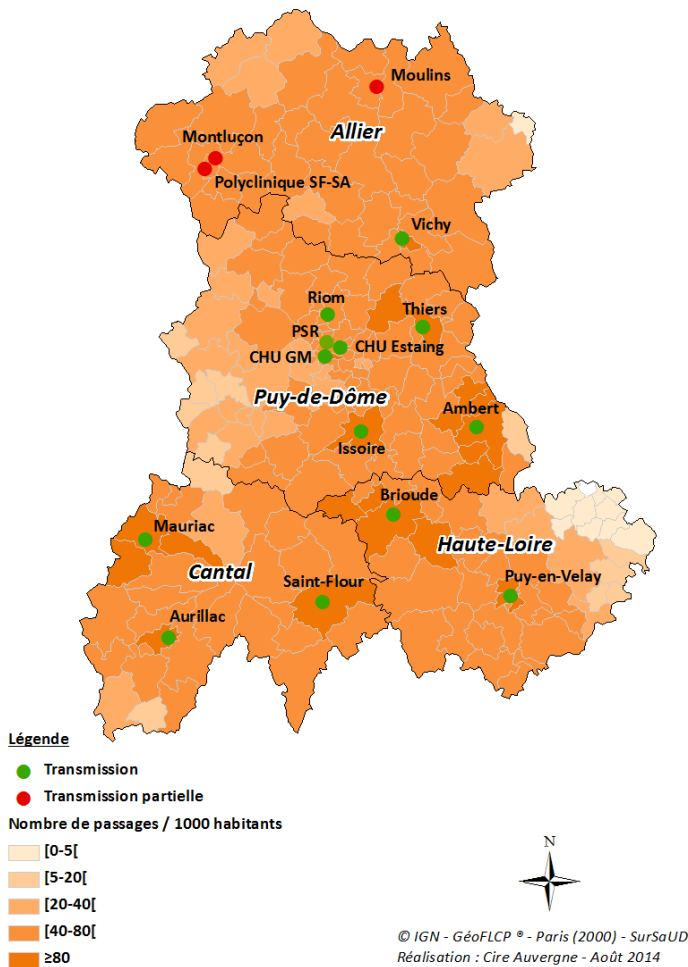 Moulins
Allier
Montluçon
Polyclinique SF-SA
Vichy
Riom
Thiers
PSR
CHU Estaing
CHU GM
Puy-de-Dôme
Ambert
Issoire
Brioude
Mauriac
Haute-Loire
Cantal
Saint-Flour
Puy-en-Velay
Aurillac
Légende
Transmission
Transmission partielle
Nombre de passages / 1000 habitants
[0-5[
[5-20[
[20-40[
[40-80[
≥80
N
© IGN - GéoFLCP ® - Paris (2000) - SurSaUD
Réalisation : Cire Auvergne - Août 2014